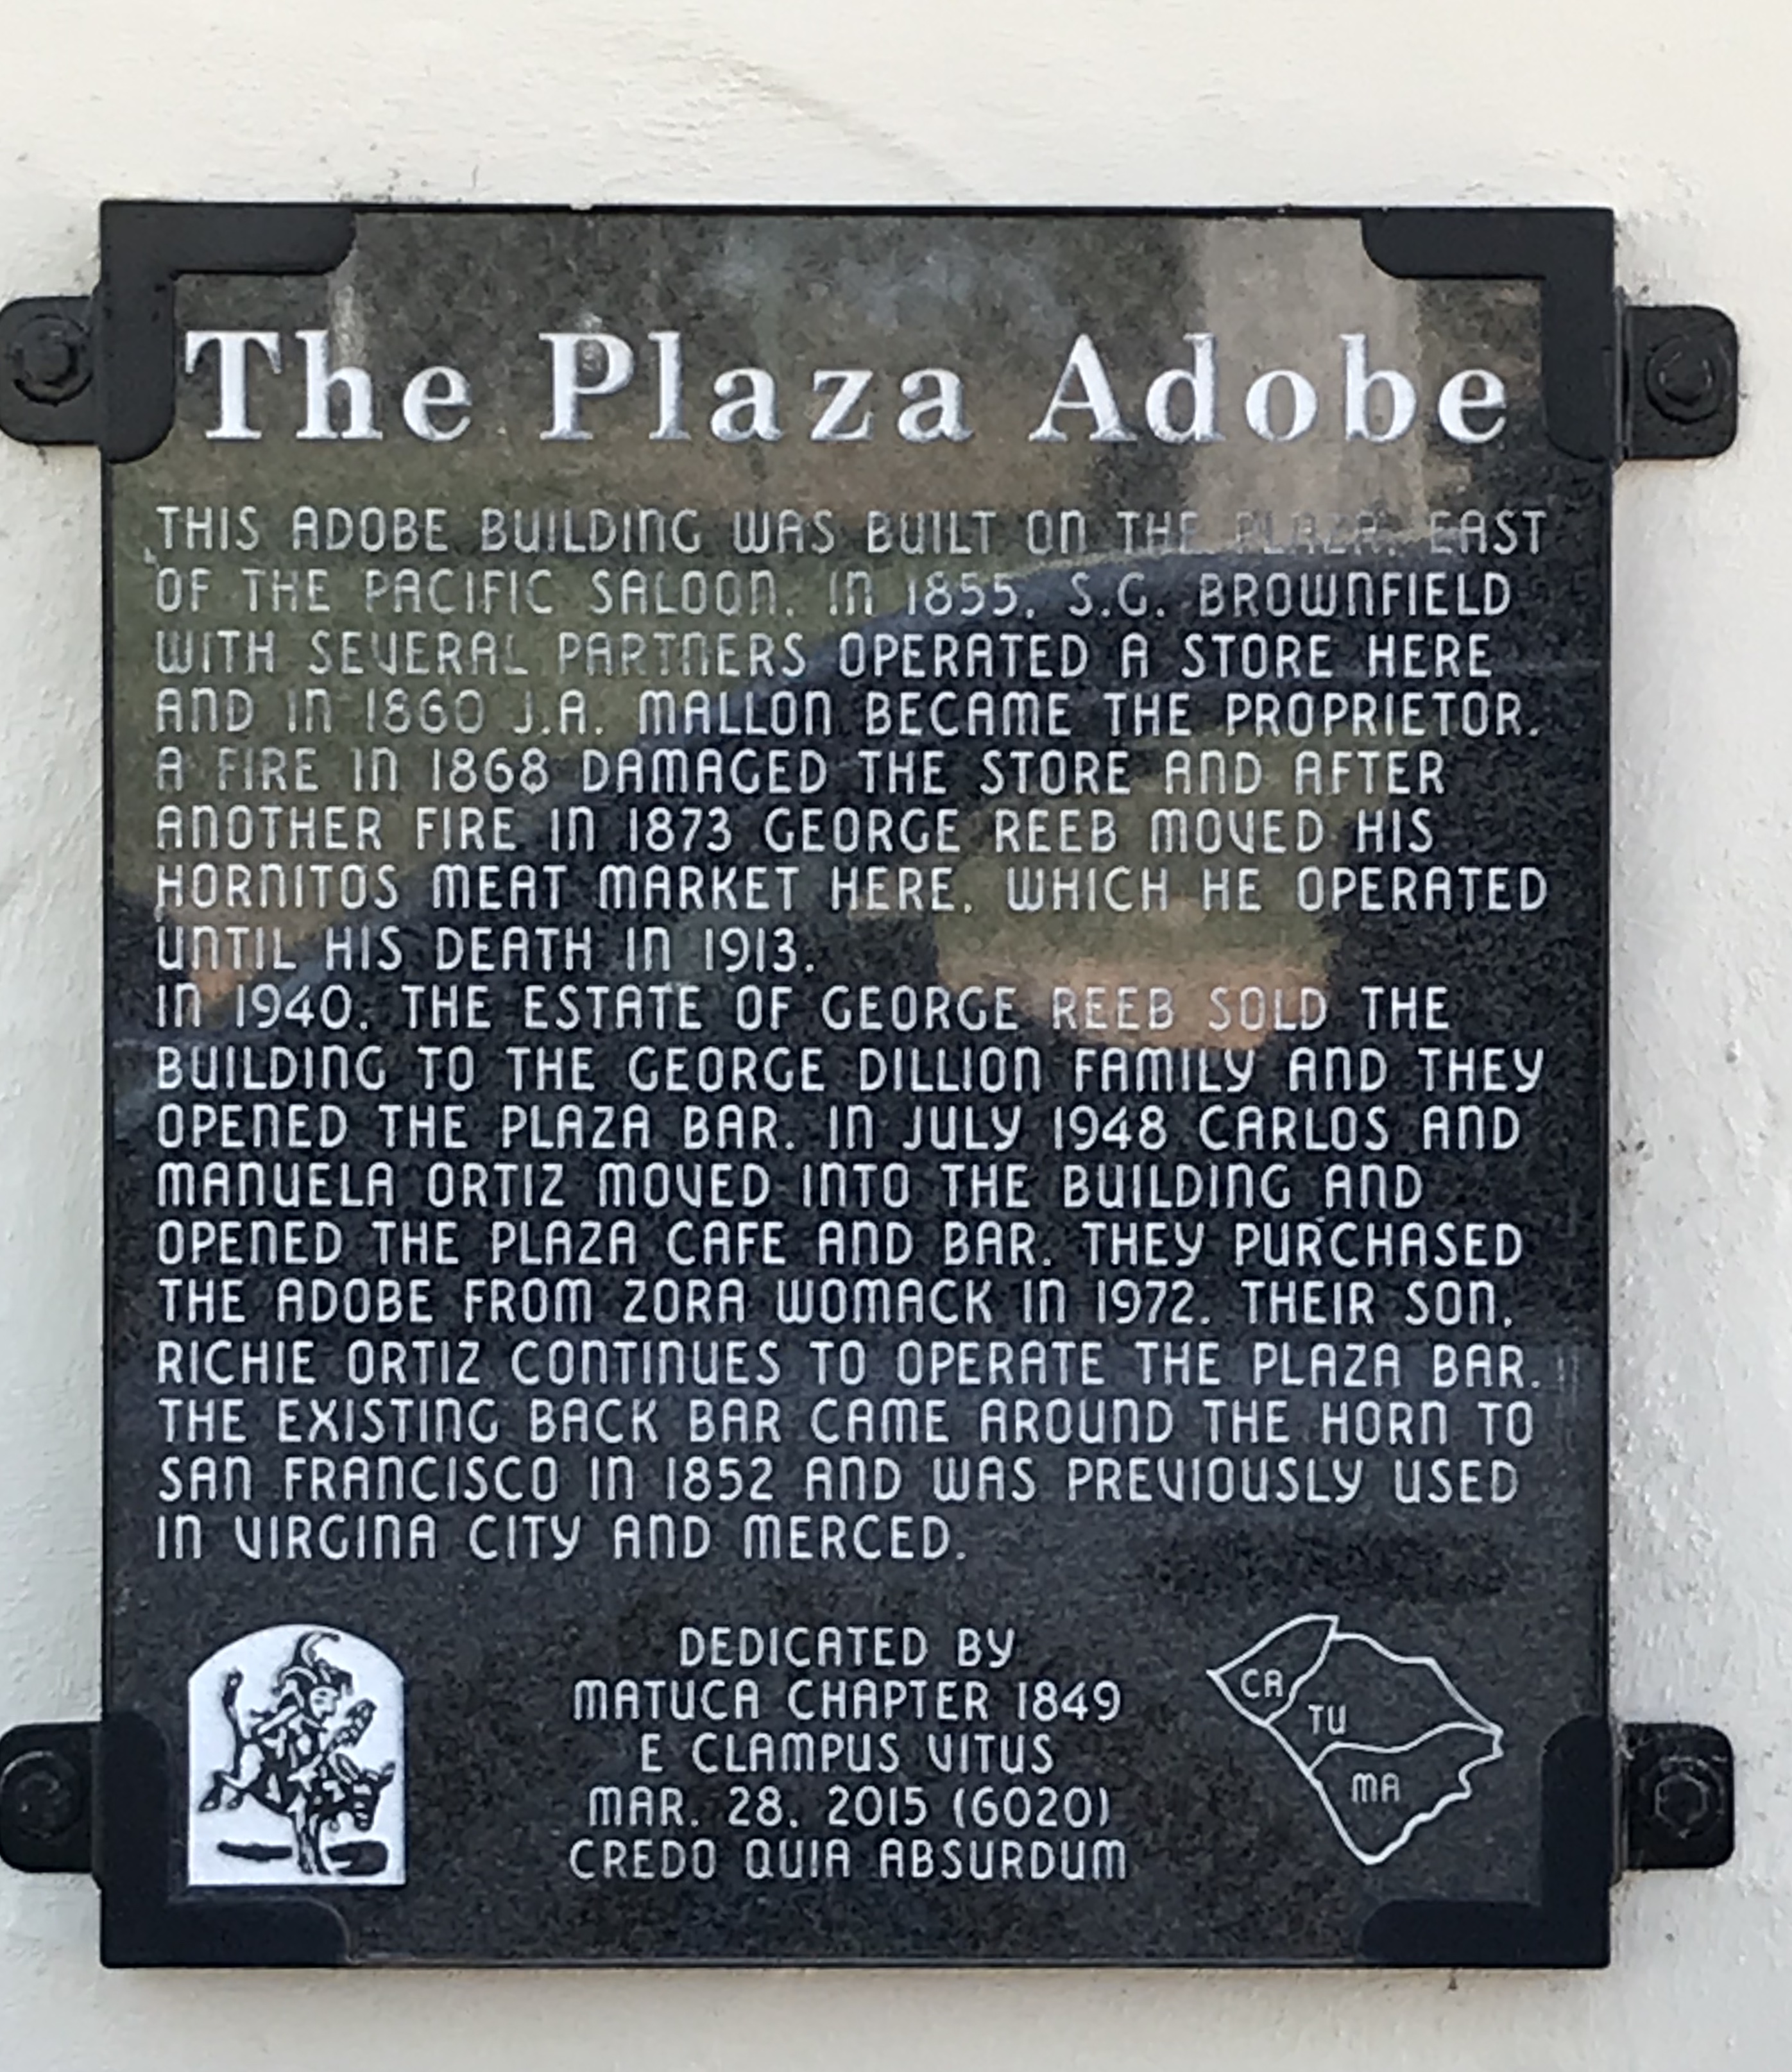 The Plaza Adobe
THIS ADOBE BUILDING WAS BUILT ON THE PLAZA, EAST
OF THE PACIFIC SALOON. IN 1855, S.G. BROWNFIELD
WITH SEVERAL PARTNERS OPERATED A STORE HERE
AND IN 1860 J.A. MALLON BECAME THE PROPRIETOR.
A FIRE IN 1868 DAMAGED THE STORE AND AFTER
ANOTHER FIRE IN 1873 GEORGE REEB MOVED HIS
HORNITOS MEAT MARKET HERE, WHICH HE OPERATED
UNTIL HIS DEATH IN 1913.
IN 1940, THE ESTATE OF GEORGE REEB SOLD THE
BUILDING TO THE GEORGE DILLION FAMILY AND THEY
OPENED THE PLAZA BAR. IN JULY 1948 CARLOS AND
MANUELA ORTIZ MOVED INTO THE BUILDING AND
OPENED THE PLAZA CAFE AND BAR. THEY PURCHASED
THE ADOBE FROM ZORA WOMACK IN 1972. THEIR SON,
RICHIE ORTIZ CONTINUES TO OPERATE THE PLAZA BAR.
THE EXISTING BACK BAR CAME AROUND THE HORN TO
SAN FRANCISCO IN 1852 AND WAS PREVIOUSLY USED
IN VIRGINA CITY AND MERCED.
DEDICATED BY
MATUCA CHAPTER 1849
E CLAMPUS VITUS
MAR. 28, 2015 (6020)
CREDO QUIA ABSURDUM
CA
TU
MA